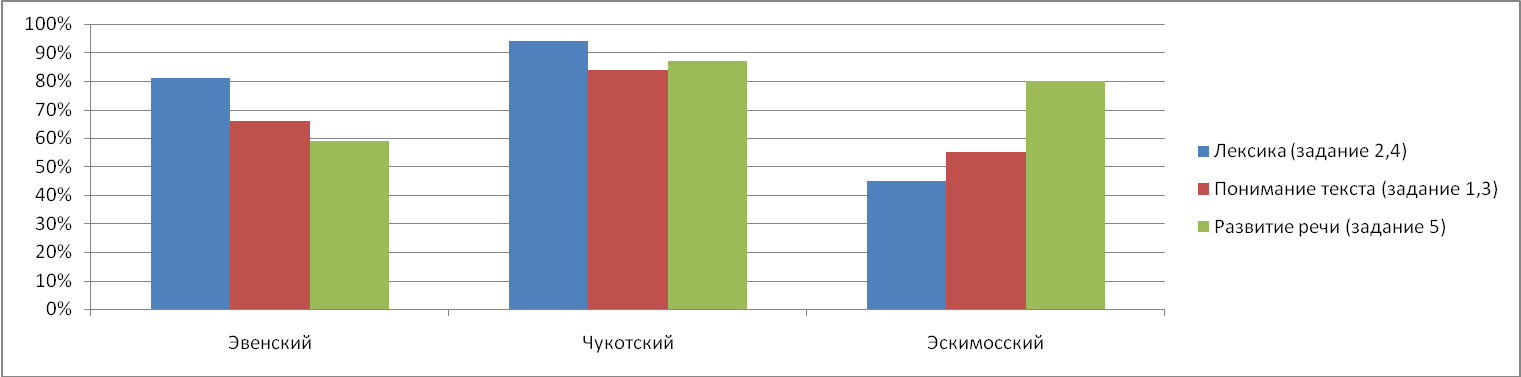 100%
90%
80%
70%
60%
50%
40%
30%
20%
10%
0%
Эвенский
Чукотский
Эскимосский
Лексика (задание 2,4)
Понимание текста (задание 1,3)
Развитие речи (задание 5)